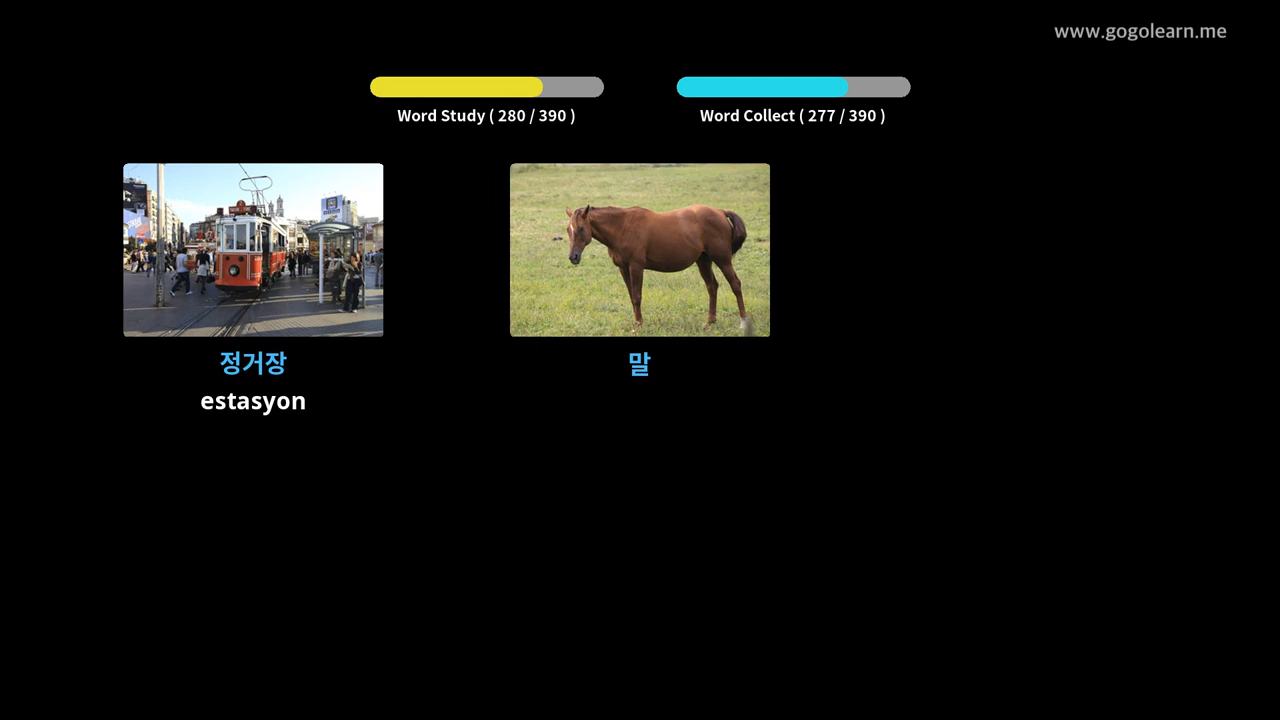 www.gogolearn.me
Word Study ( 280 / 390 )
Word Collect ( 277 / 390 )
정거장
말
estasyon